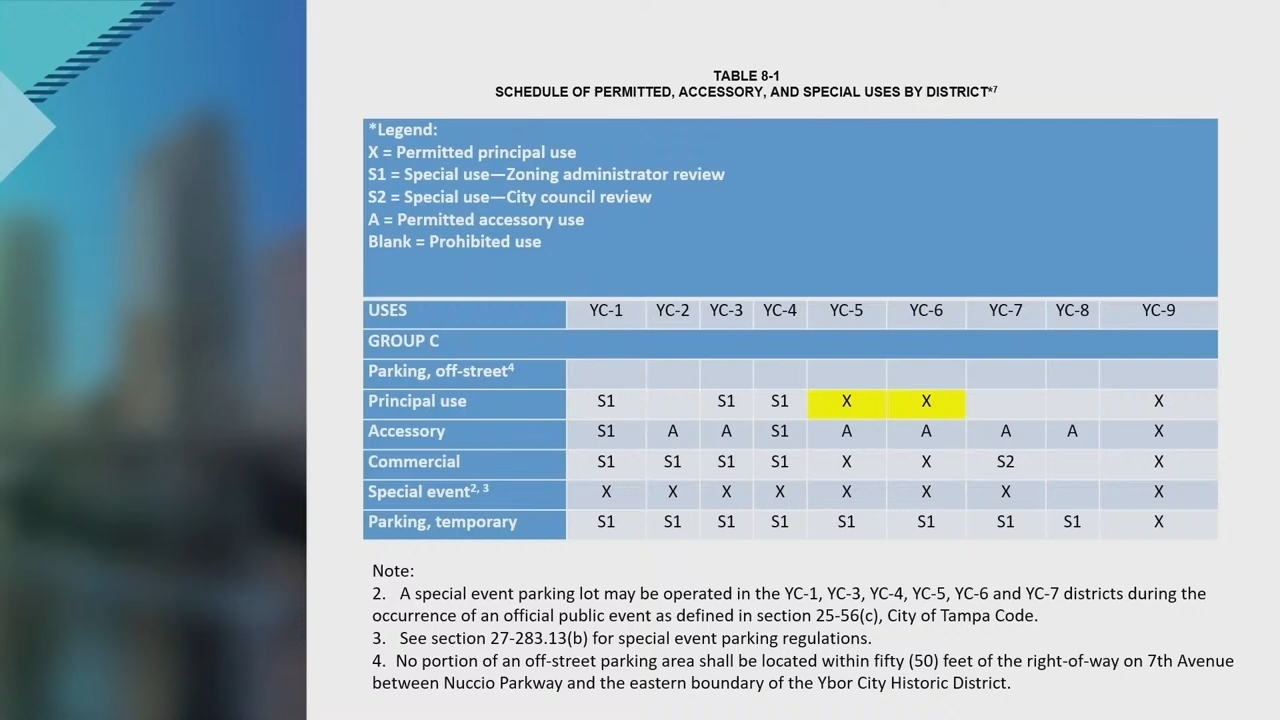 TABLE 8-1
SCHEDULE OF PERMITTED, ACCESSORY, AND SPECIAL USES BY DISTRICT*7
*Legend:
X = Permitted principal use
S1 = Special use—Zoning administrator review
S2 = Special use—City council review
A = Permitted accessory use
Blank = Prohibited use
USES YC-1 YC-2 YC-3 YC-4 YC-5 YC-6 YC-7 YC-8 YC-9
GROUP C
Parking, off-street4
Principal use S1 S1 S1 X X X
Accessory S1 A A S1 A A A A X
Commercial S1 S1 S1 S1 X X S2 X
Special event2, 3 X X X X X X X X
Parking, temporary S1 S1 S1 S1 S1 S1 S1 S1 X
Note:
2. A special event parking lot may be operated in the YC-1, YC-3, YC-4, YC-5, YC-6 and YC-7 districts during the
occurrence of an official public event as defined in section 25-56(c), City of Tampa Code.
3. See section 27-283.13(b) for special event parking regulations.
4. No portion of an off-street parking area shall be located within fifty (50) feet of the right-of-way on 7th Avenue
between Nuccio Parkway and the eastern boundary of the Ybor City Historic District.